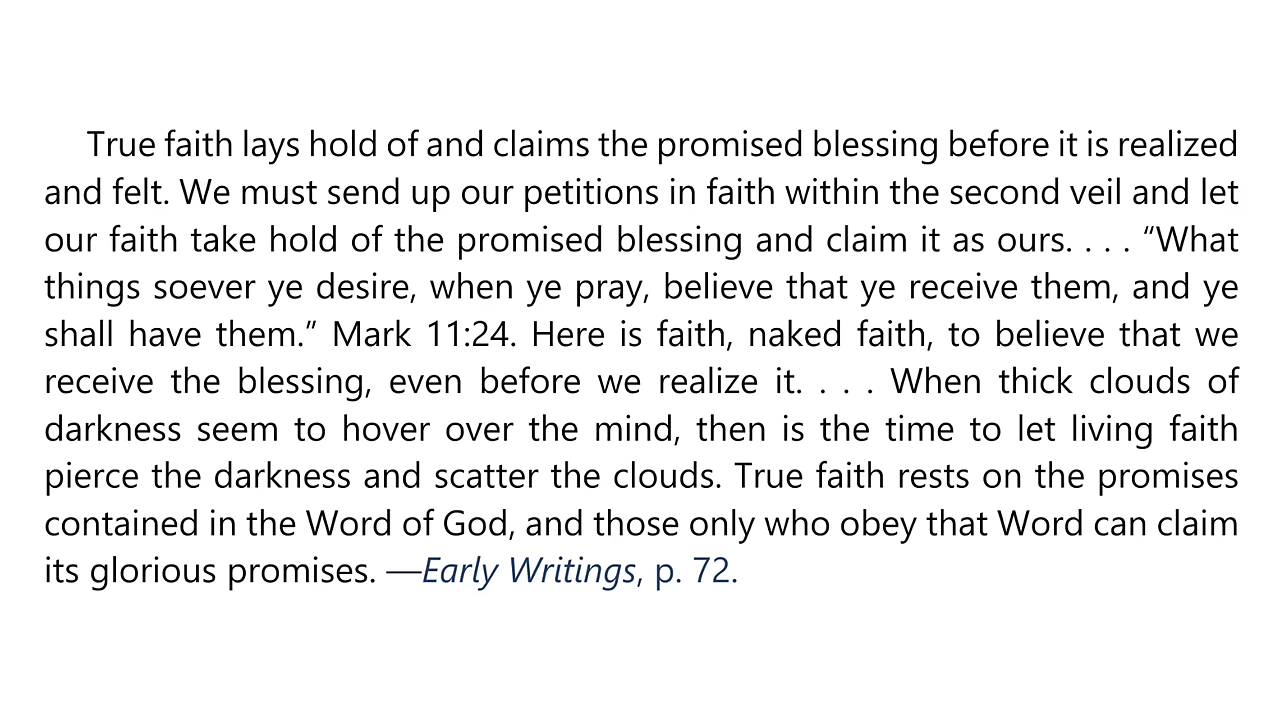 True faith lays hold of and claims the promised blessing before it is realized
and felt. We must send up our petitions in faith within the second veil and let
our faith take hold of the promised blessing and claim it as ours. . . . “What
things soever ye desire, when ye pray, believe that ye receive them, and ye
shall have them.” Mark 11:24. Here is faith, naked faith, to believe that we
receive the blessing, even before we realize it. . . . When thick clouds of
darkness seem to hover over the mind, then is the time to let living faith
pierce the darkness and scatter the clouds. True faith rests on the promises
contained in the Word of God, and those only who obey that Word can claim
its glorious promises. —Early Writings, p. 72.